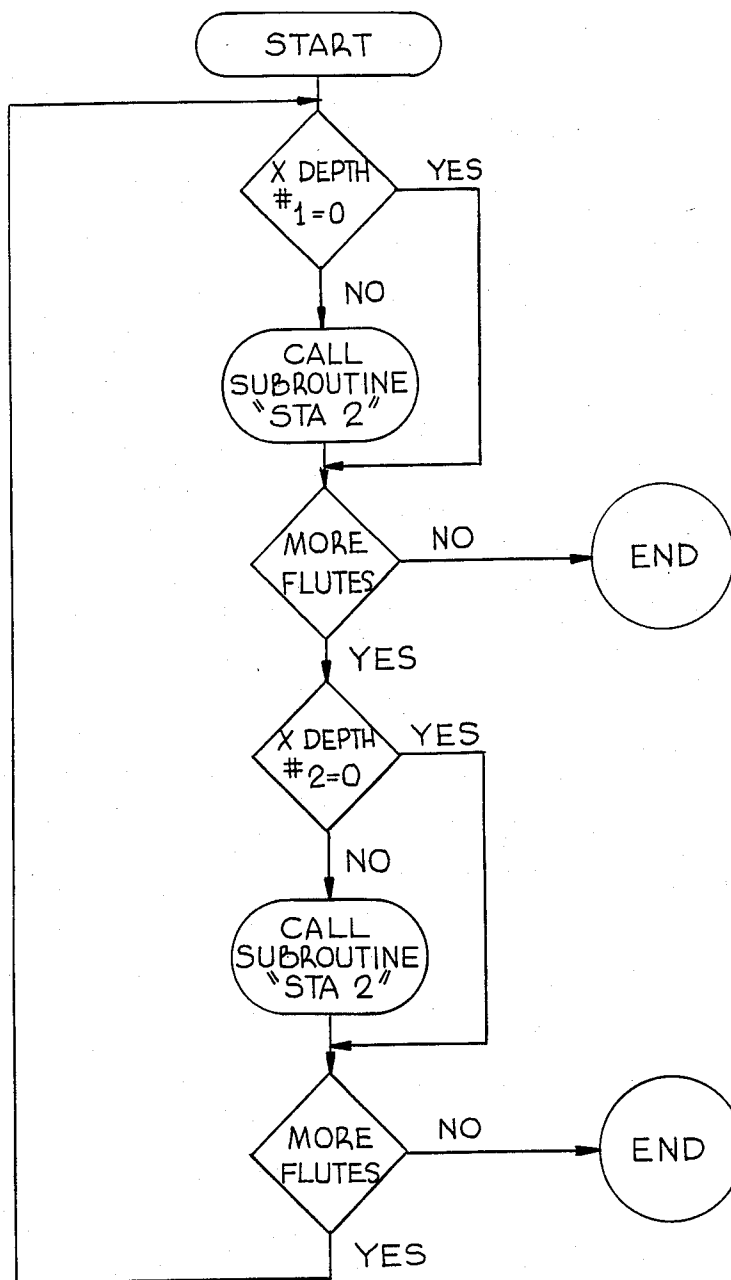 START
X DEPTH
#1=0
YES
NO
CALL
SUBROUTINE
"STA 2"
MORE
FLUTES
NO
END
YES
X DEPTH
#2=0
YES
NO
CALL
SUBROUTINE
"STA 2"
MORE
FLUTES
NO
END
YES